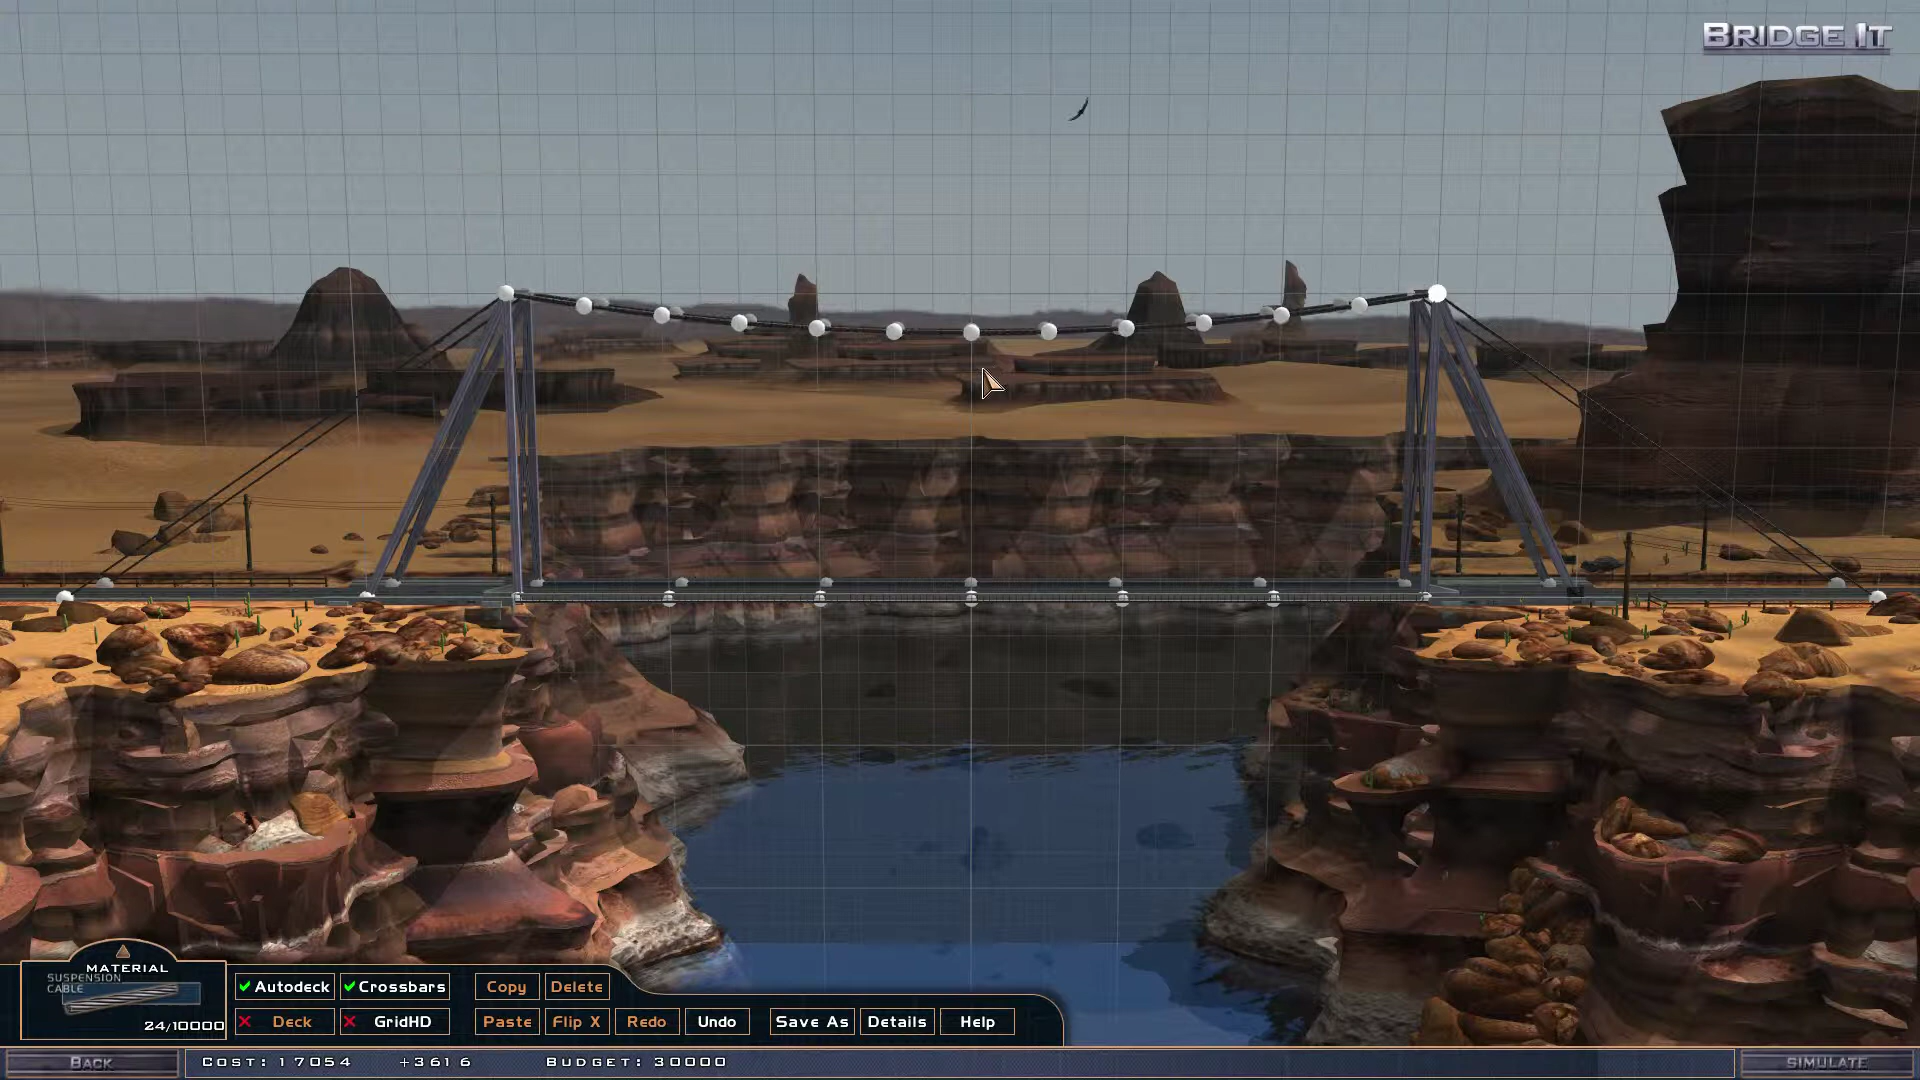 BRIDGE IT
MATERIAL
SUSPENSION
CABLE
24/10000
Autodeck
Crossbars
Copy
Delete
Deck
GridHD
Paste
Flip X
Redo
Undo
Save As
Details
Help
BACK
COST: 17054 +3616 BUDGET: 30000
SIMULATE